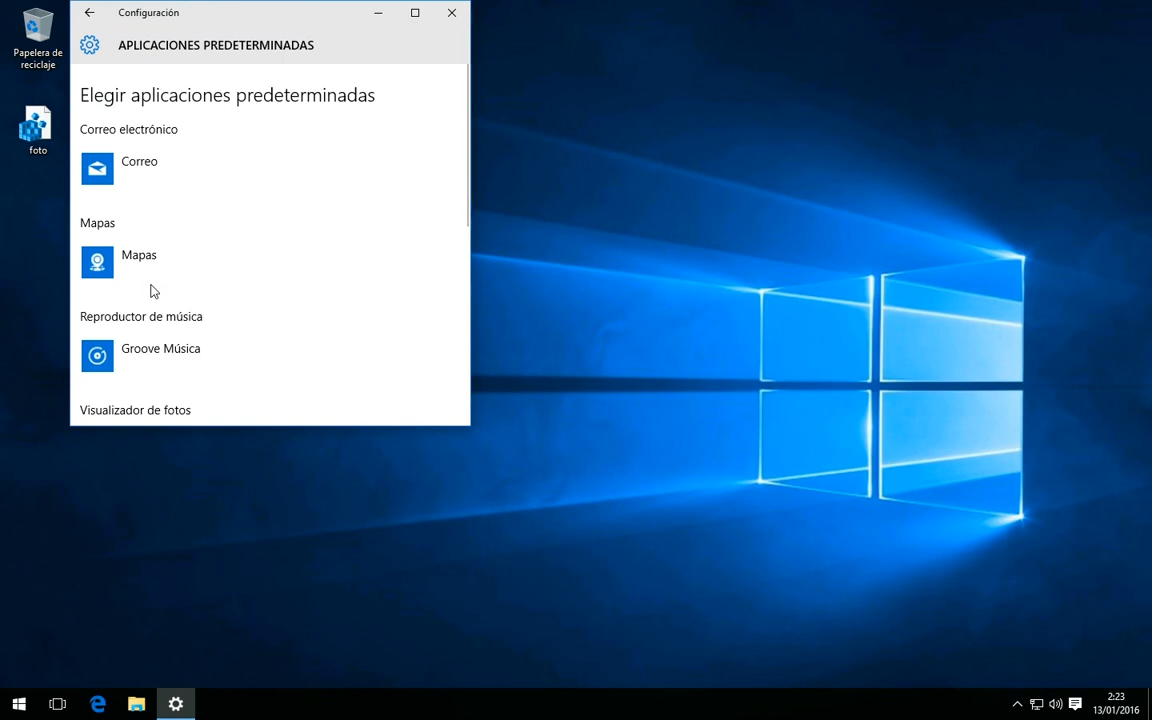 Papelera de
reciclaje
foto
Configuración
APLICACIONES PREDETERMINADAS
Elegir aplicaciones predeterminadas
Correo electrónico
Correo
Mapas
Mapas
Reproductor de música
Groove Música
Visualizador de fotos
2:23
13/01/2016